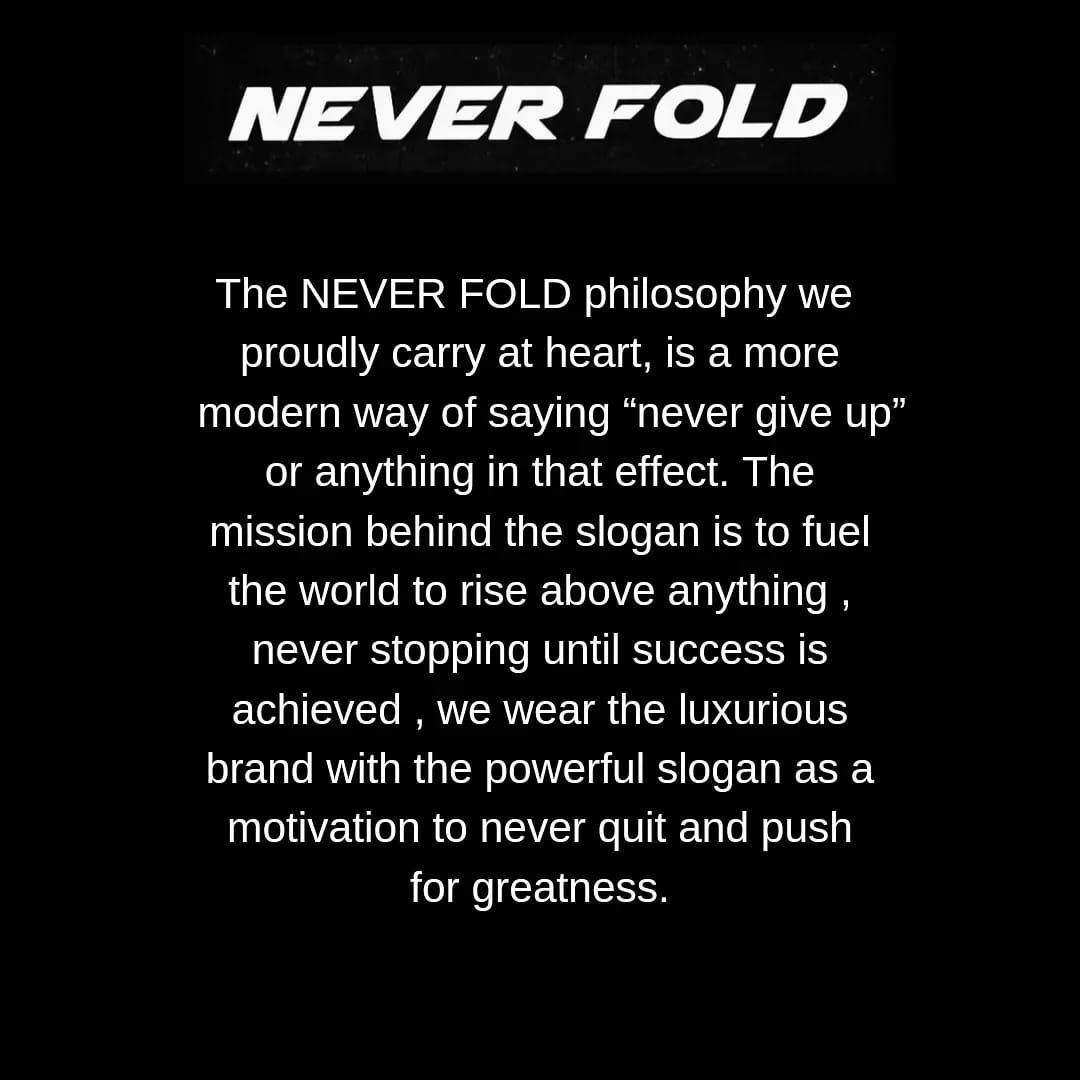 NEVER FOLD
The NEVER FOLD philosophy we
proudly carry at heart, is a more
modern way of saying “never give up”
or anything in that effect. The
mission behind the slogan is to fuel
the world to rise above anything ,
never stopping until success is
achieved , we wear the luxurious
brand with the powerful slogan as a
motivation to never quit and push
for greatness.